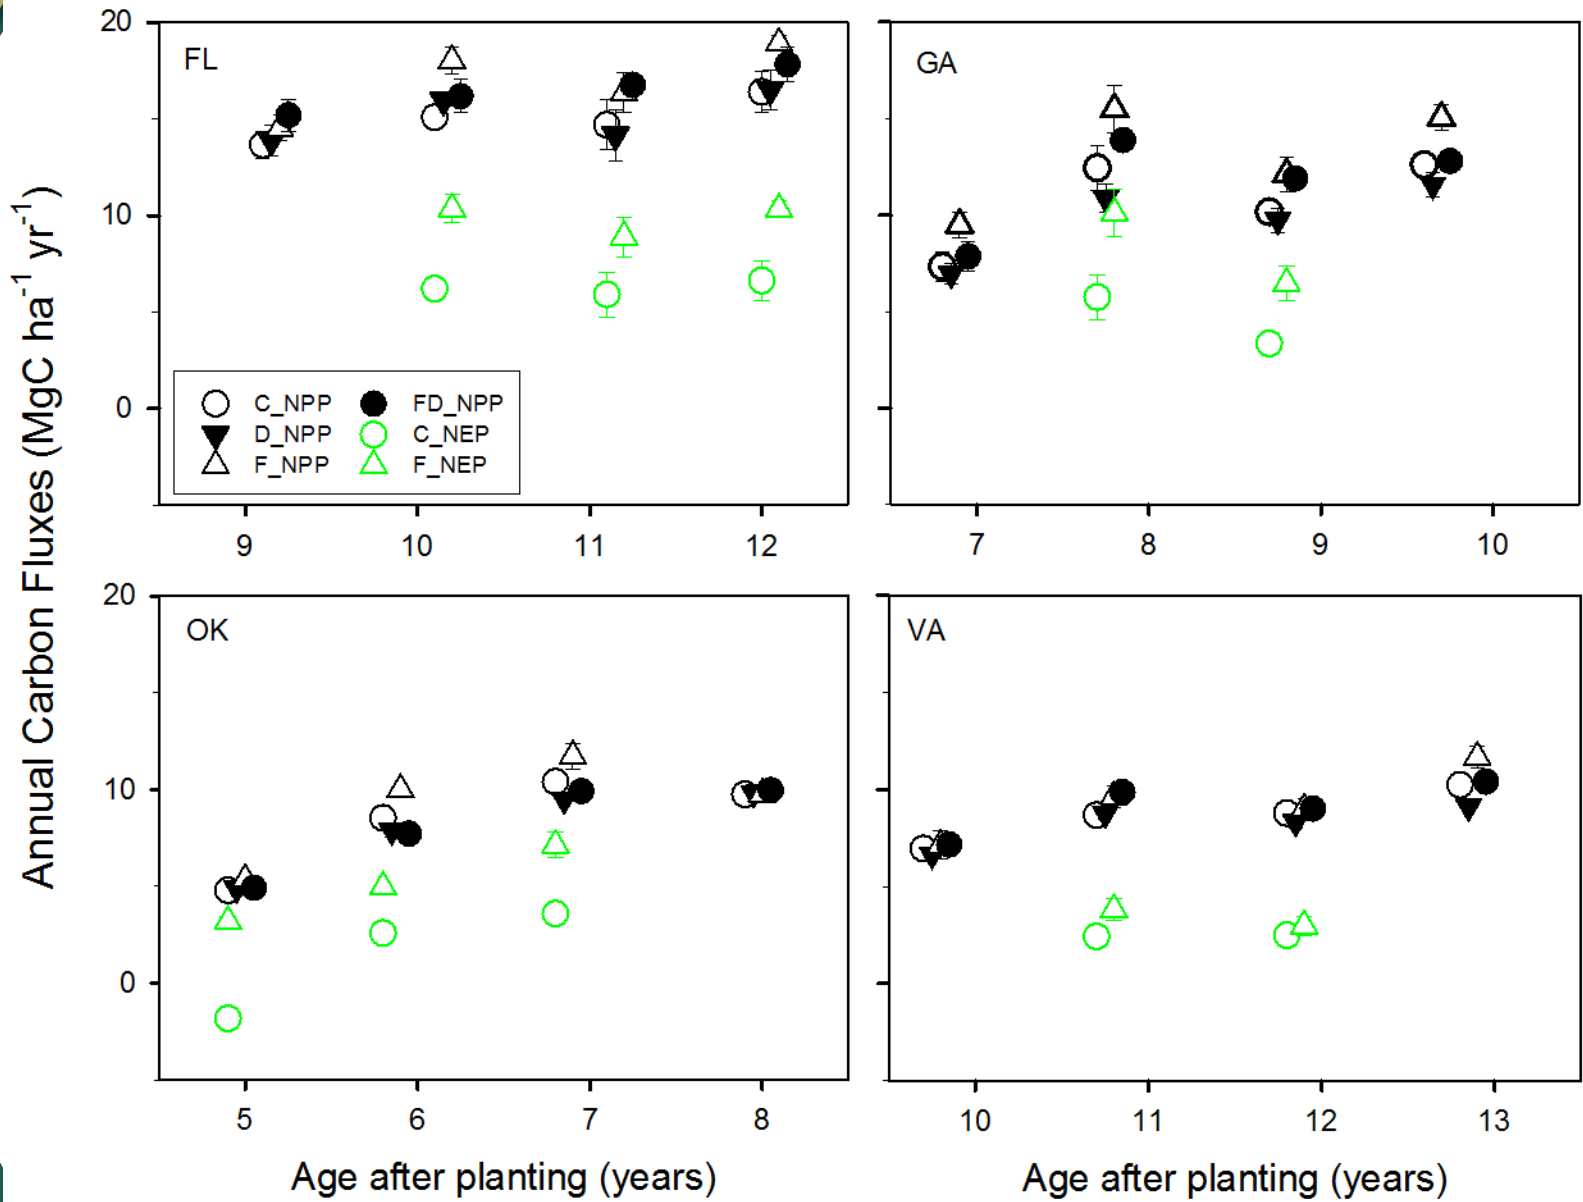 Annual Carbon Fluxes (MgC ha⁻¹ yr⁻¹)
20
10
0
FL
C_NPP
FD_NPP
D_NPP
C_NEP
F_NPP
F_NEP
9 10 11 12
GA
7 8 9 10
20
10
0
OK
5 6 7 8
Age after planting (years)
VA
10 11 12 13
Age after planting (years)